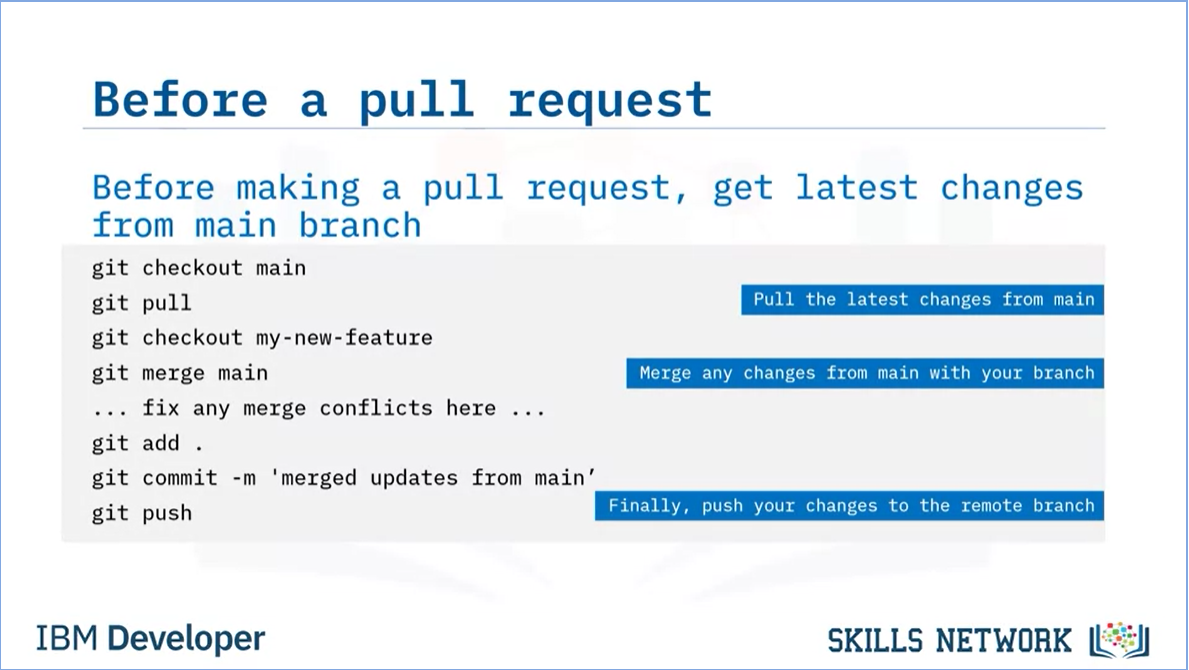 Before a pull request
Before making a pull request, get latest changes
from main branch
git checkout main
git pull
Pull the latest changes from main
git checkout my-new-feature
git merge main
Merge any changes from main with your branch
... fix any merge conflicts here ...
git add .
git commit -m 'merged updates from main’
git push
Finally, push your changes to the remote branch
IBM Developer
SKILLS NETWORK